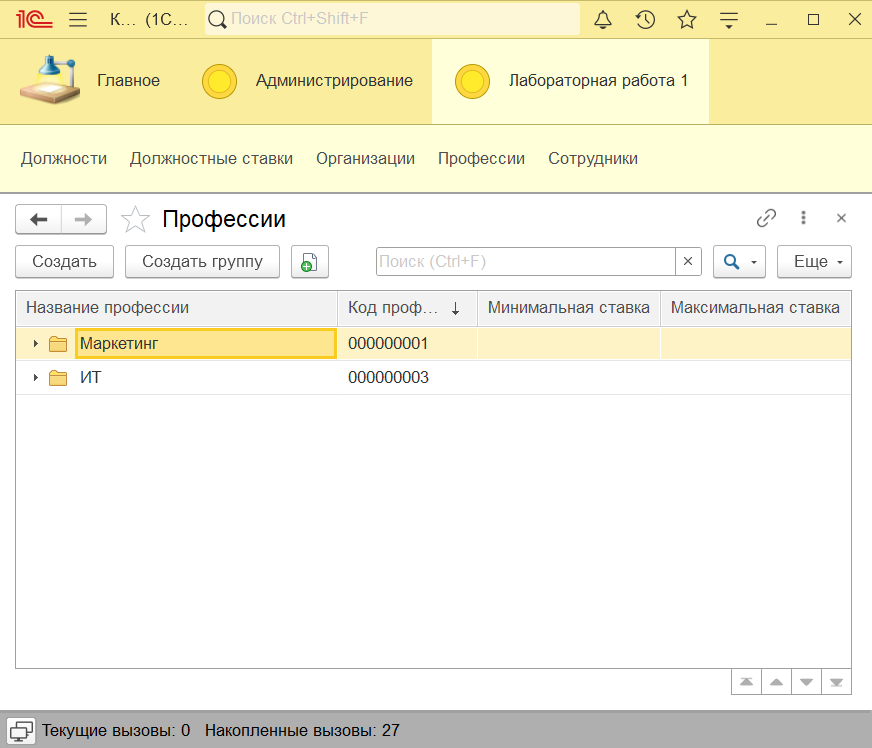 1С К... (1С... Поиск Ctrl+Shift+F
Главное Администрирование Лабораторная работа 1
Должности Должностные ставки Организации Профессии Сотрудники
Профессии
Создать Создать группу Поиск (Ctrl+F) Еще
Название профессии Код проф... Минимальная ставка Максимальная ставка
Маркетинг 000000001
ИТ 000000003
Текущие вызовы: 0 Накопленные вызовы: 27